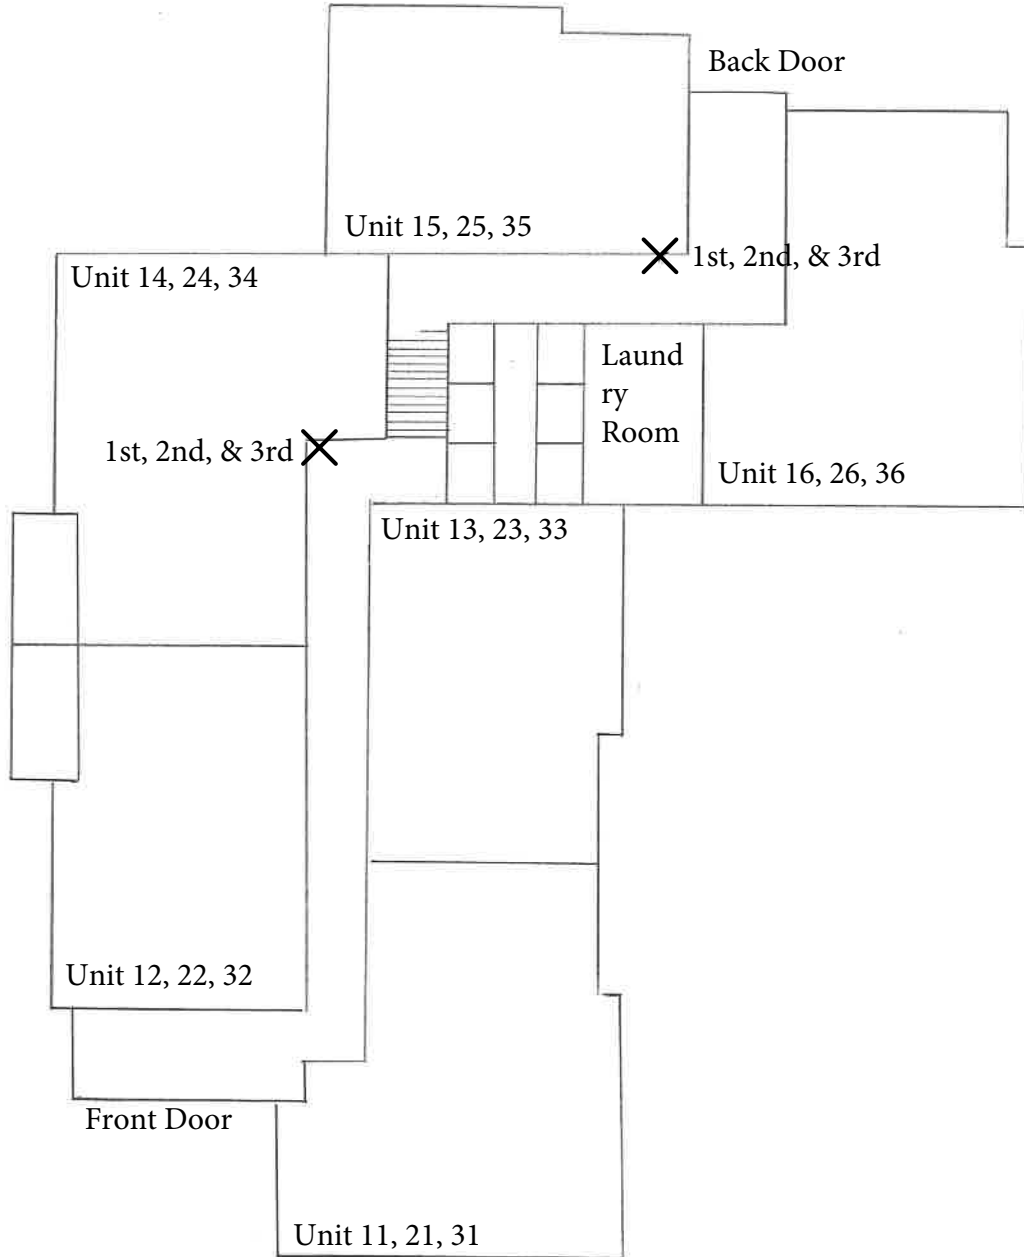 Back Door
Unit 15, 25, 35
1st, 2nd, & 3rd
Unit 14, 24, 34
Laund
ry
Room
1st, 2nd, & 3rd
Unit 16, 26, 36
Unit 13, 23, 33
Unit 12, 22, 32
Front Door
Unit 11, 21, 31